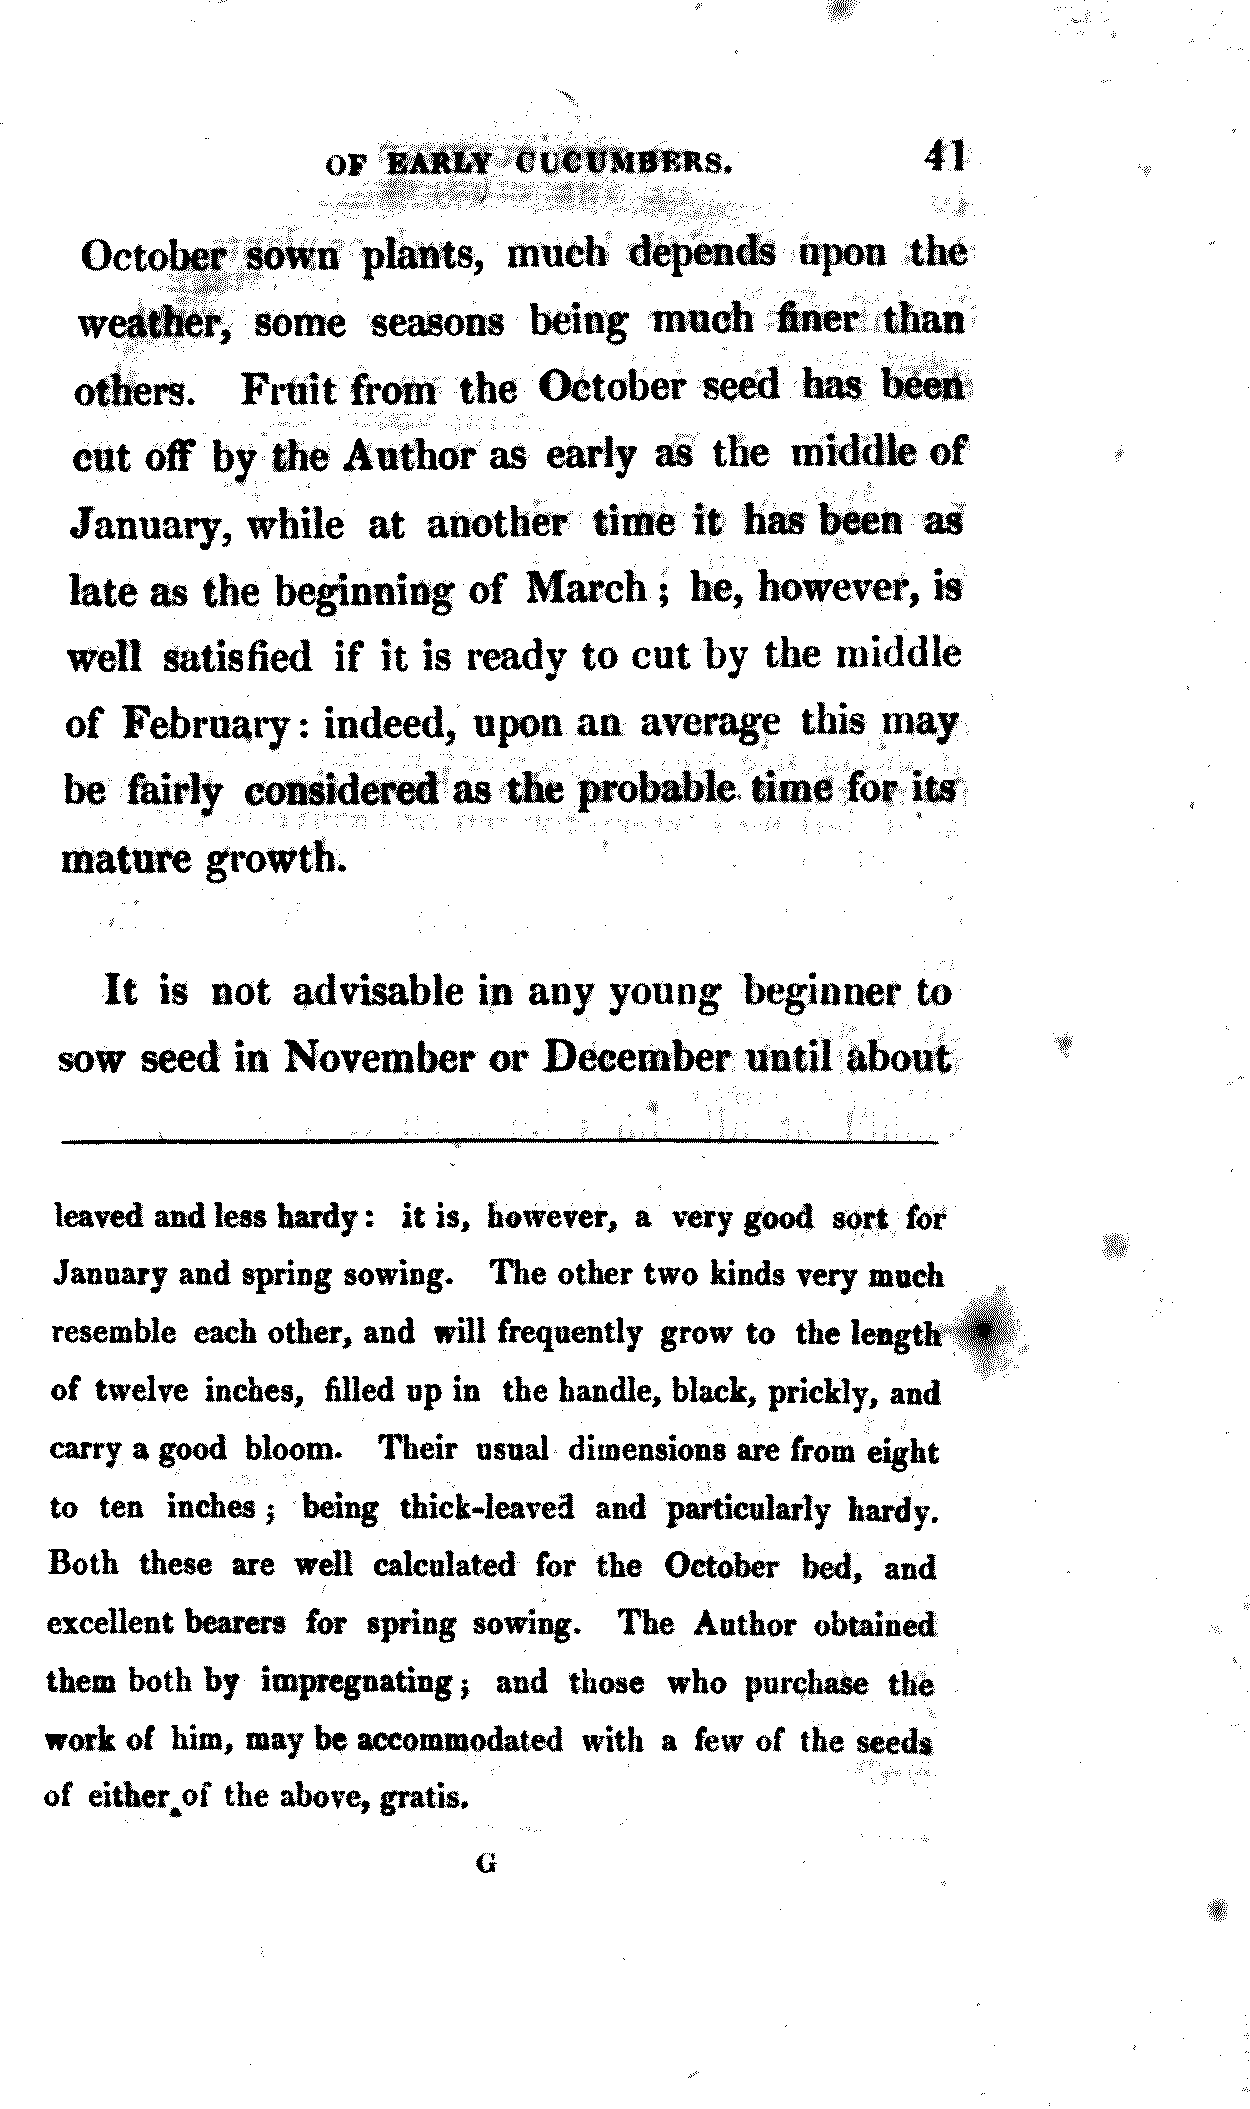 OF EARLY CUCUMBERS. 41
October sown plants, much depends upon the
weather, some seasons being much finer than
others. Fruit from the October seed has been
cut off by the Author as early as the middle of
January, while at another time it has been as
late as the beginning of March; he, however, is
well satisfied if it is ready to cut by the middle
of February: indeed, upon an average this may
be fairly considered as the probable time for its
mature growth.
It is not advisable in any young beginner to
sow seed in November or December until about
leaved and less hardy: it is, however, a very good sort for
January and spring sowing. The other two kinds very much
resemble each other, and will frequently grow to the length
of twelve inches, filled up in the handle, black, prickly, and
carry a good bloom. Their usual dimensions are from eight
to ten inches; being thick-leaved and particularly hardy.
Both these are well calculated for the October bed, and
excellent bearers for spring sowing. The Author obtained
them both by impregnating; and those who purchase the
work of him, may be accommodated with a few of the seeds
of either of the above, gratis.
G